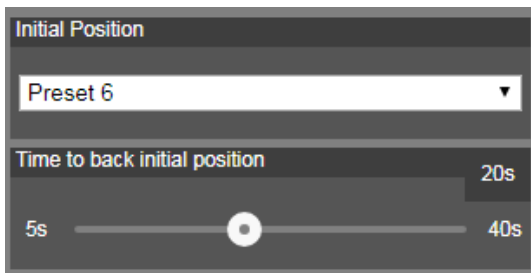 Initial Position
Preset 6
Time to back initial position
20s
5s 40s